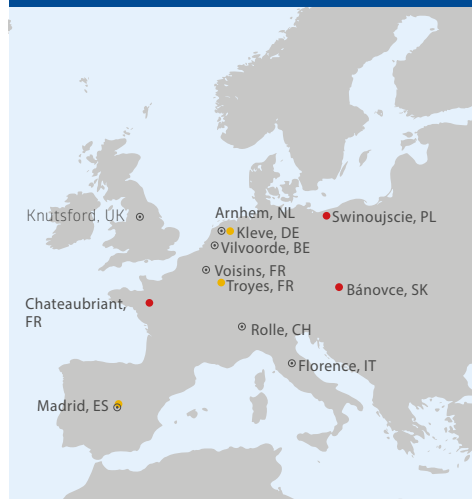 Arnhem, NL
Knutsford, UK
Swinoujscie, PL
Kleve, DE
Vilvoorde, BE
Voisins, FR
Troyes, FR
Bánovce, SK
Chateaubriant,
FR
Rolle, CH
Florence, IT
Madrid, ES